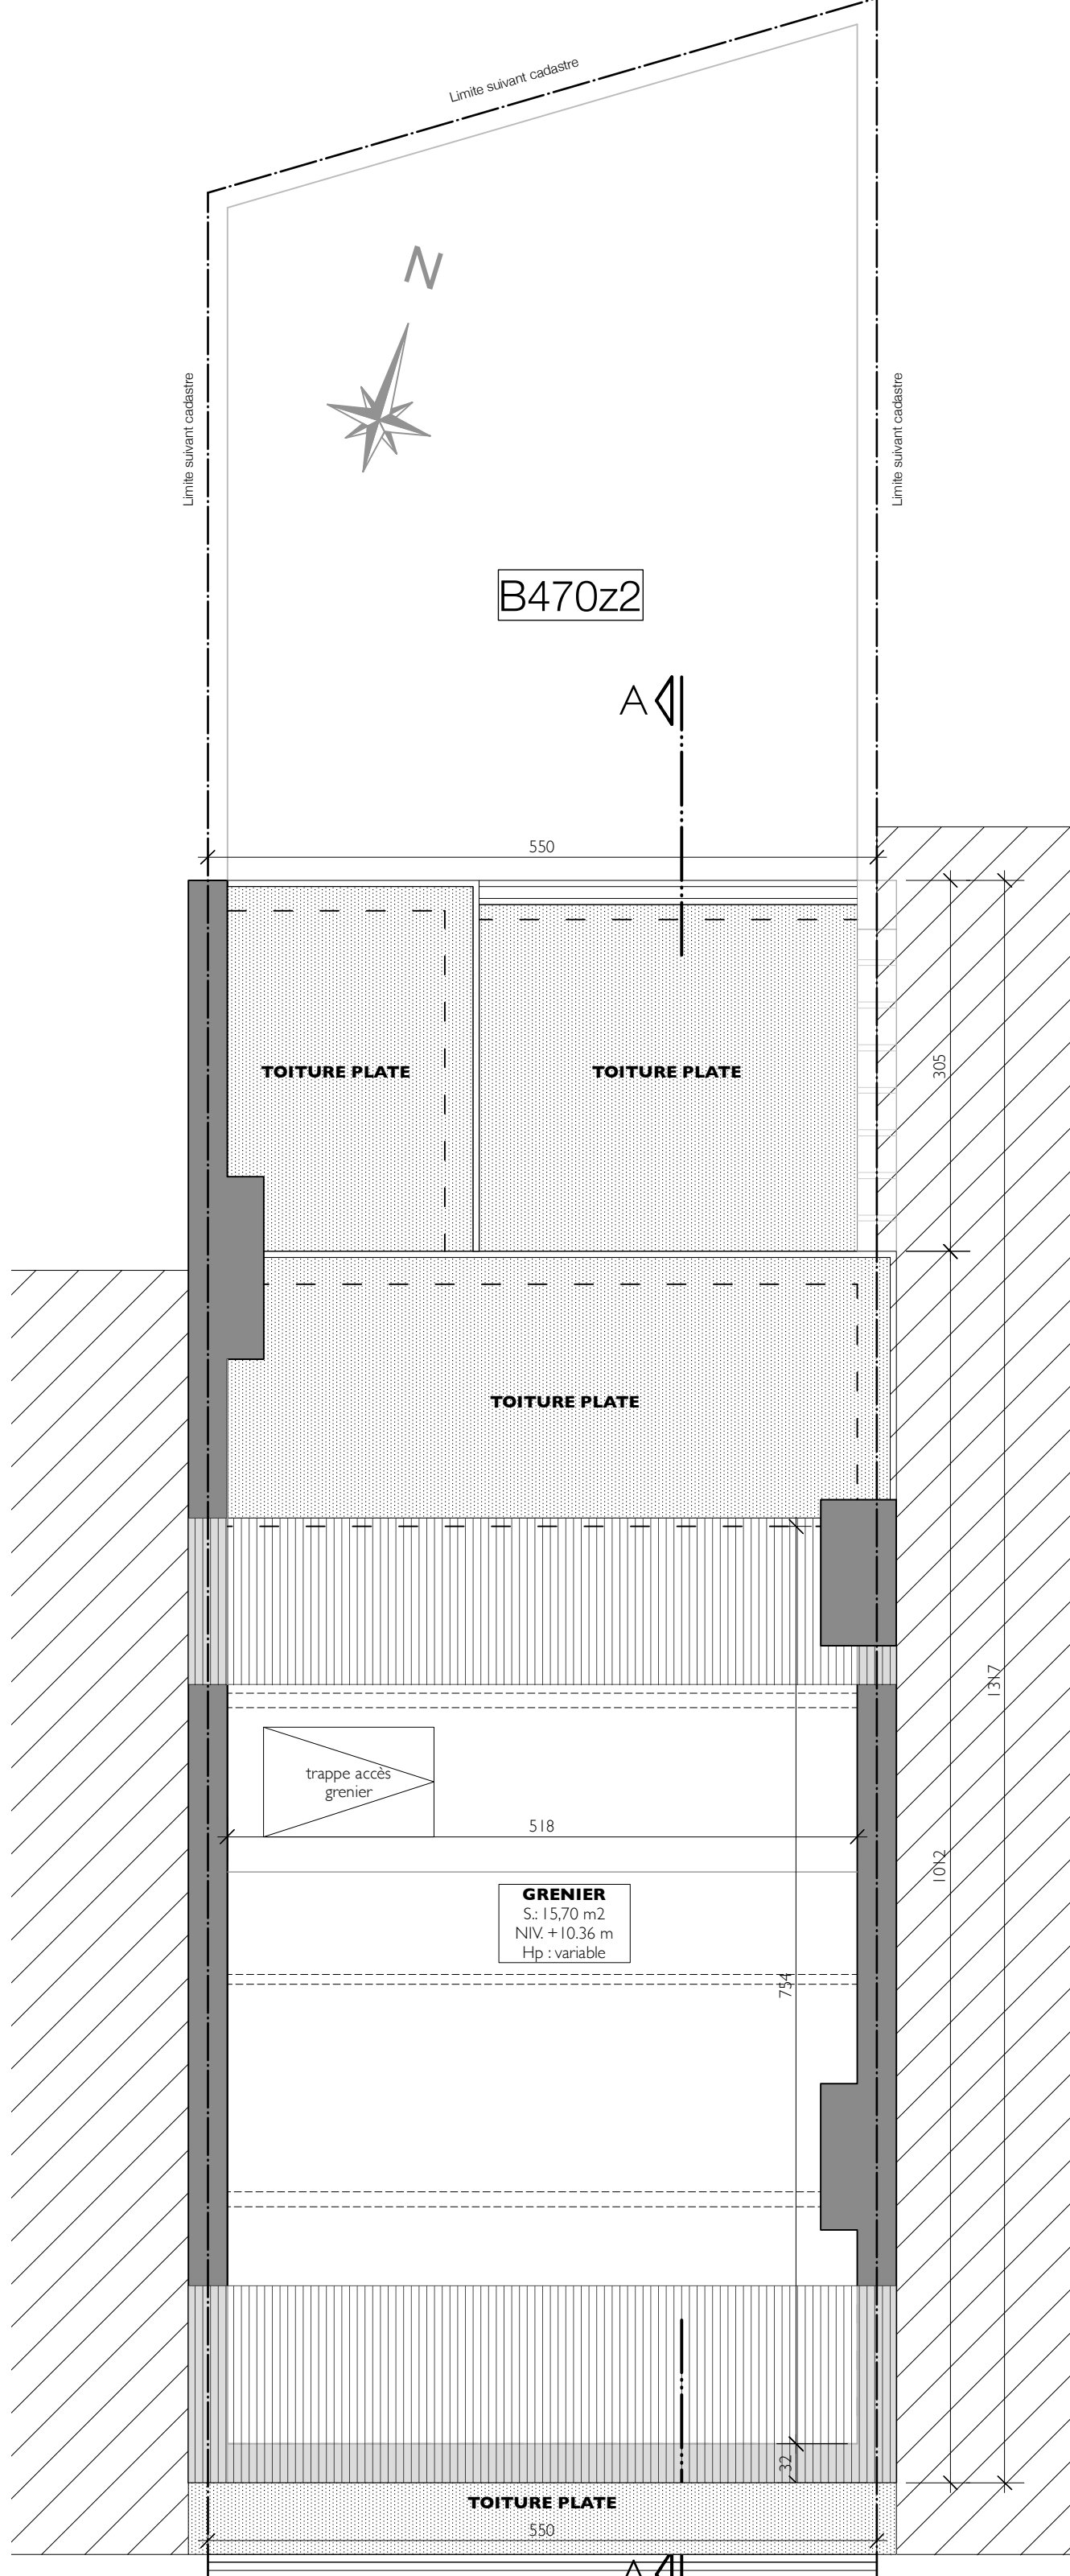 Limite suivant cadastre
N
Limite suivant cadastre
Limite suivant cadastre
B470z2
A
550
TOITURE PLATE
TOITURE PLATE
305
TOITURE PLATE
1317
trappe accès
grenier
518
1012
GRENIER
S.: 15,70 m2
NIV. +10.36 m
Hp : variable
754
32
TOITURE PLATE
550
A